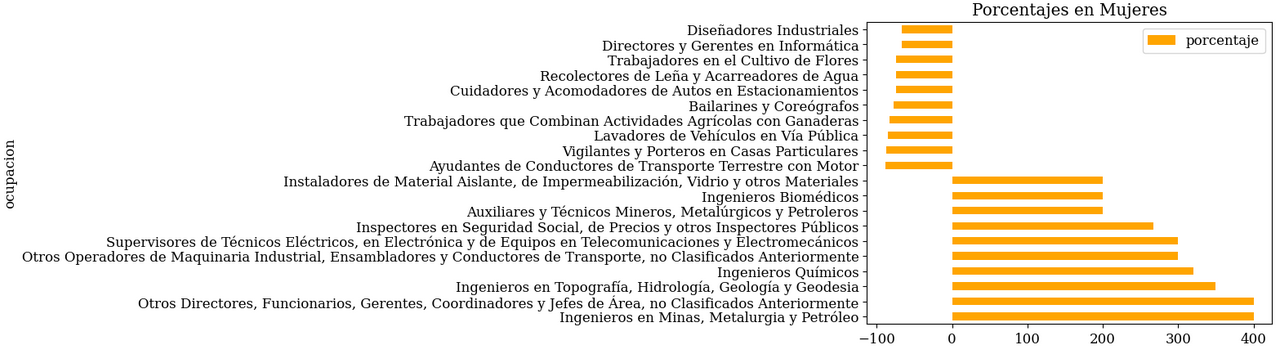 Porcentajes en Mujeres
porcentaje
Diseñadores Industriales
Directores y Gerentes en Informática
Trabajadores en el Cultivo de Flores
Recolectores de Leña y Acarreadores de Agua
Cuidadores y Acomodadores de Autos en Estacionamientos
Bailarines y Coreógrafos
Trabajadores que Combinan Actividades Agrícolas con Ganaderas
Lavadores de Vehículos en Vía Pública
Vigilantes y Porteros en Casas Particulares
Ayudantes de Conductores de Transporte Terrestre con Motor
Instaladores de Material Aislante, de Impermeabilización, Vidrio y otros Materiales
Ingenieros Biomédicos
Auxiliares y Técnicos Mineros, Metalúrgicos y Petroleros
Inspectores en Seguridad Social, de Precios y otros Inspectores Públicos
Supervisores de Técnicos Eléctricos, en Electrónica y de Equipos en Telecomunicaciones y Electromecánicos
Otros Operadores de Maquinaria Industrial, Ensambladores y Conductores de Transporte, no Clasificados Anteriormente
Ingenieros Químicos
Ingenieros en Topografía, Hidrología, Geología y Geodesia
Otros Directores, Funcionarios, Gerentes, Coordinadores y Jefes de Área, no Clasificados Anteriormente
Ingenieros en Minas, Metalurgia y Petróleo
ocupacion
−100 0 100 200 300 400